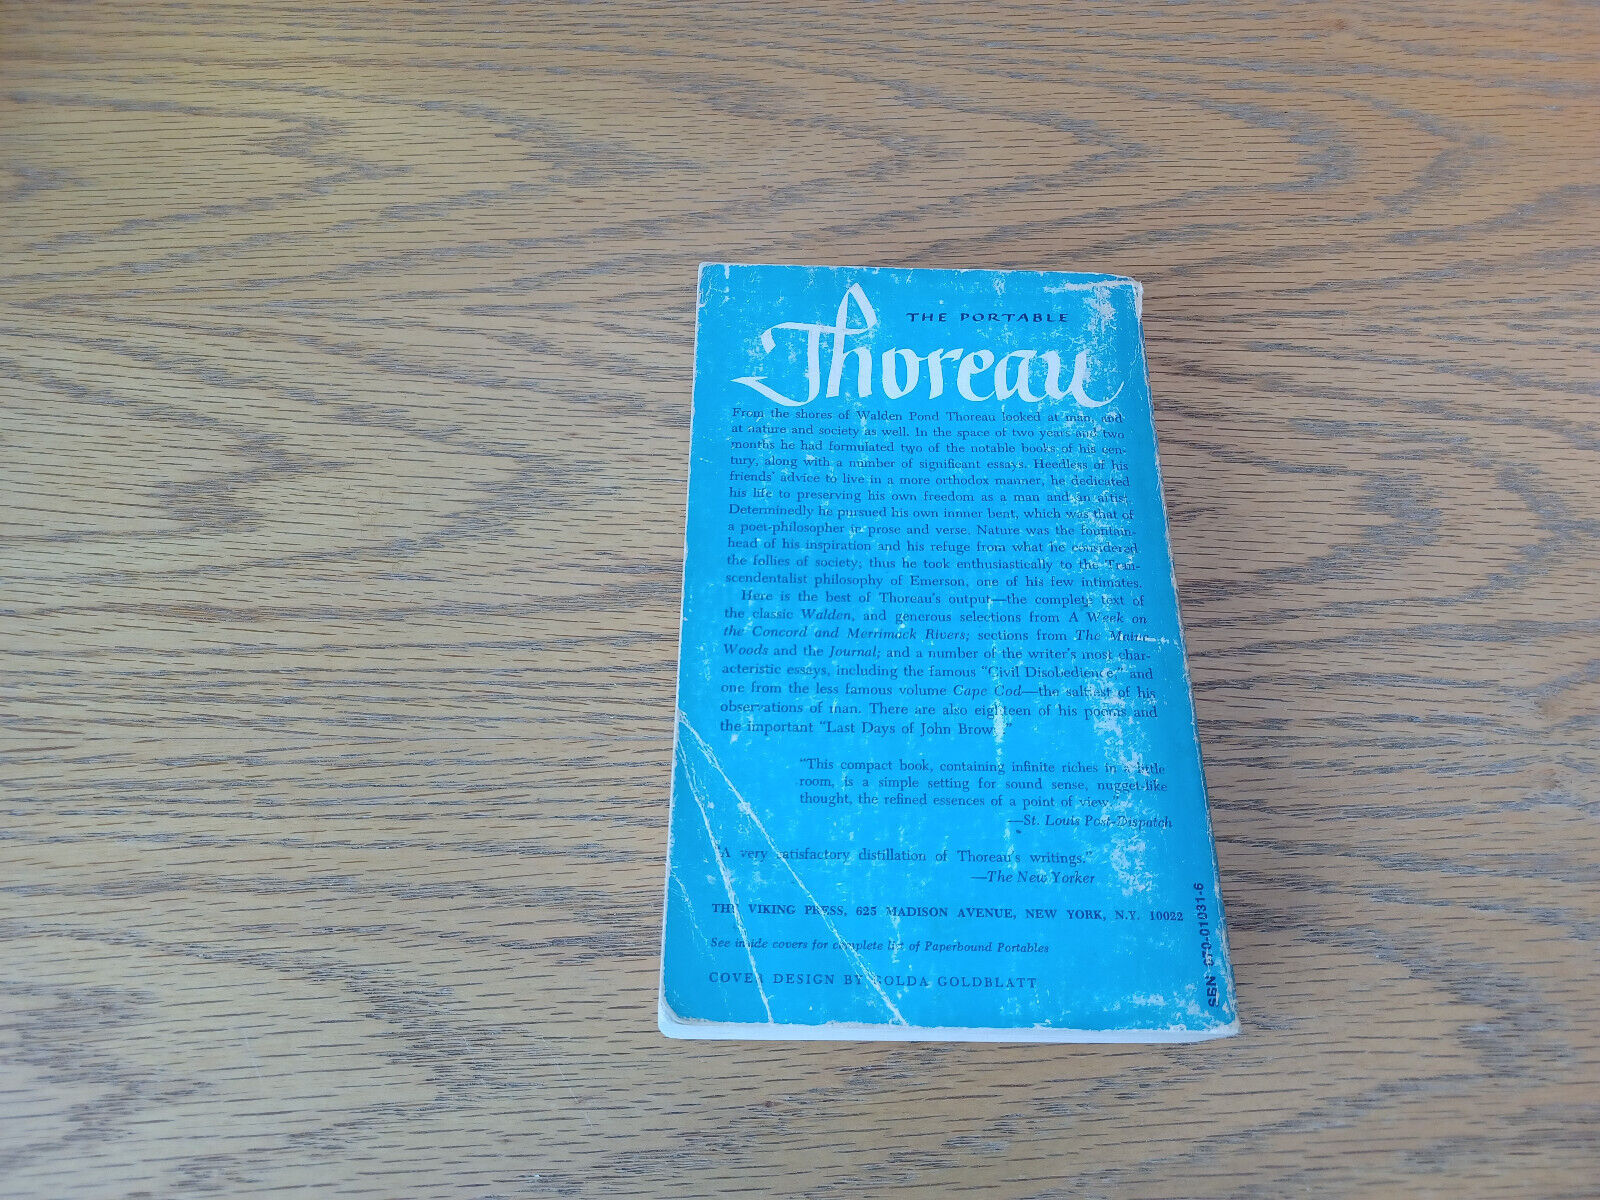 THE PORTABLE
Thoreau
From the shores of Walden Pond Thoreau looked at man, and
at nature and society as well. In the space of two years and two
months he had formulated two of the notable books of his cen-
tury, along with a number of significant essays. Heedless of his
friends' advice to live in a more orthodox manner, he dedicated
his life to preserving his own freedom as a man and an artist.
Determinedly he pursued his own innner bent, which was that of
a poet-philosopher in prose and verse. Nature was the fountain-
head of his inspiration and his refuge from what he considered
the follies of society; thus he took enthusiastically to the Tran-
scendentalist philosophy of Emerson, one of his few intimates.
Here is the best of Thoreau's output—the complete text of
the classic Walden, and generous selections from A Week on
the Concord and Merrimack Rivers; sections from The Maine
Woods and the Journal; and a number of the writer's most char-
acteristic essays, including the famous "Civil Disobedience," and
one from the less famous volume Cape Cod—the saltiest of his
observations of man. There are also eighteen of his poems and
the important "Last Days of John Brown."
"This compact book, containing infinite riches in a little
room, is a simple setting for sound sense, nugget-like
thought, the refined essences of a point of view."
—St. Louis Post-Dispatch
"A very satisfactory distillation of Thoreau's writings."
—The New Yorker
THE VIKING PRESS, 625 MADISON AVENUE, NEW YORK, N.Y. 10022
See inside covers for complete list of Paperbound Portables
COVER DESIGN BY GOLDA GOLDBLATT
SBN 670-01031-6